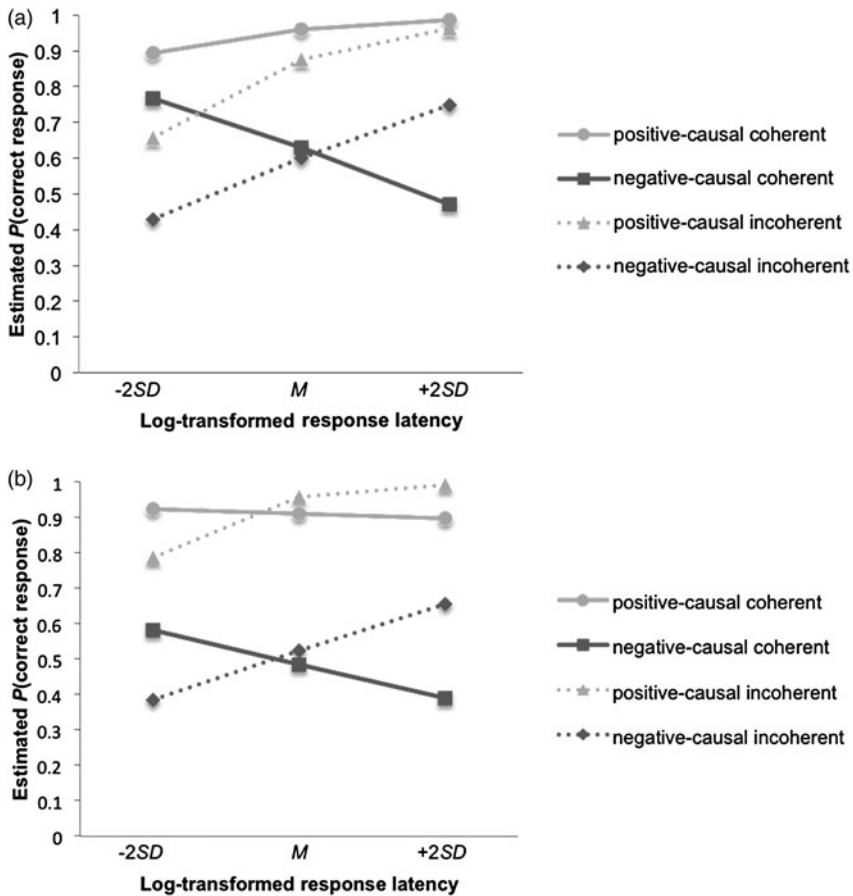 (a)
Estimated P(correct response)
1
0.9
0.8
0.7
0.6
0.5
0.4
0.3
0.2
0.1
0
-2SD M +2SD
Log-transformed response latency
positive-causal coherent
negative-causal coherent
positive-causal incoherent
negative-causal incoherent
(b)
Estimated P(correct response)
1
0.9
0.8
0.7
0.6
0.5
0.4
0.3
0.2
0.1
0
-2SD M +2SD
Log-transformed response latency
positive-causal coherent
negative-causal coherent
positive-causal incoherent
negative-causal incoherent